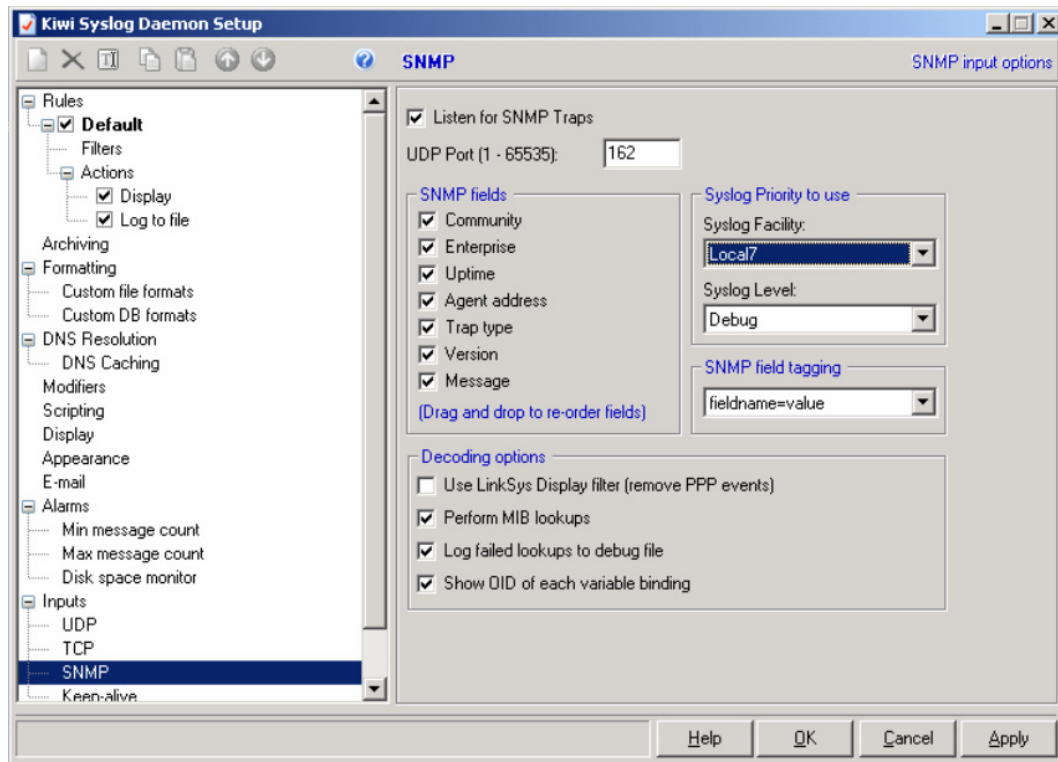 Kiwi Syslog Daemon Setup
SNMP
SNMP input options
Rules
Default
Filters
Actions
Display
Log to file
Archiving
Formatting
Custom file formats
Custom DB formats
DNS Resolution
DNS Caching
Modifiers
Scripting
Display
Appearance
E-mail
Alarms
Min message count
Max message count
Disk space monitor
Inputs
UDP
TCP
SNMP
Keep-alive
Listen for SNMP Traps
UDP Port (1 - 65535): 162
SNMP fields
Community
Enterprise
Uptime
Agent address
Trap type
Version
Message
(Drag and drop to re-order fields)
Syslog Priority to use
Syslog Facility:
Local7
Syslog Level:
Debug
SNMP field tagging
fieldname=value
Decoding options
Use LinkSys Display filter (remove PPP events)
Perform MIB lookups
Log failed lookups to debug file
Show OID of each variable binding
Help OK Cancel Apply